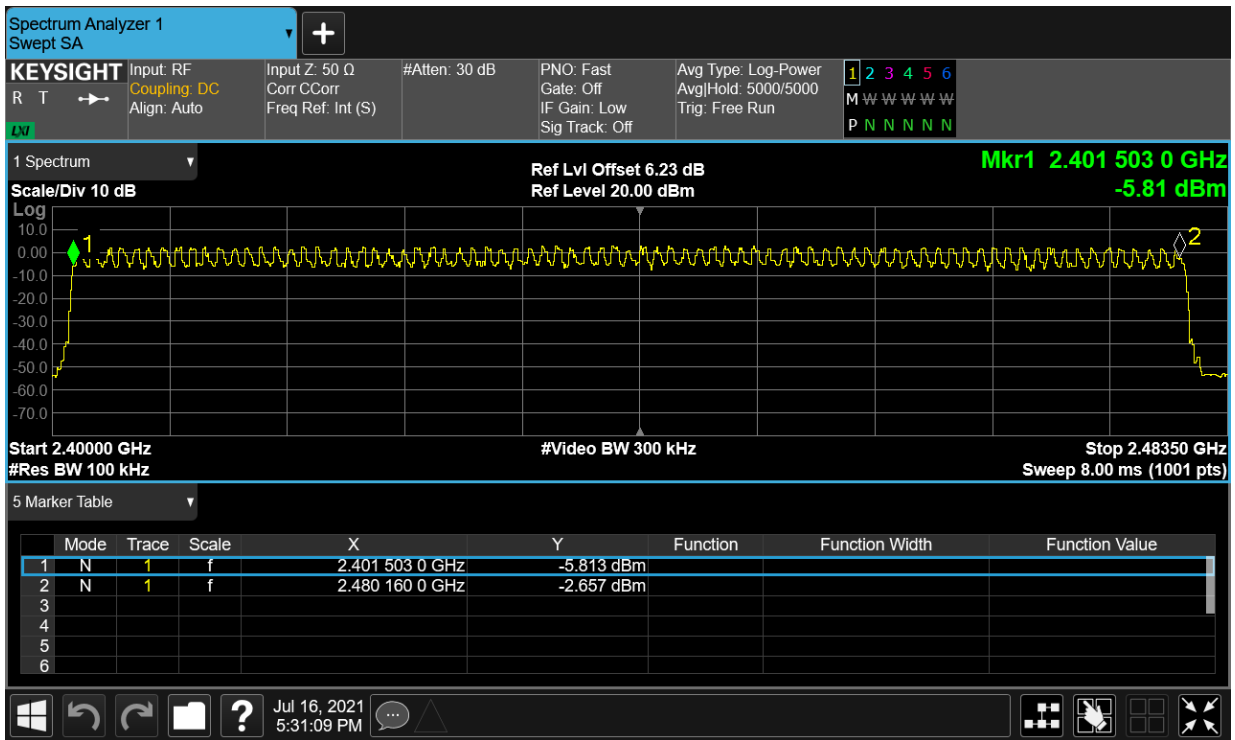 Spectrum Analyzer 1
Swept SA
+
KEYSIGHT Input: RF Input Z: 50 Ω #Atten: 30 dB PNO: Fast Avg Type: Log-Power 1 2 3 4 5 6
R T Coupling: DC Corr CCorr Gate: Off Avg|Hold: 5000/5000 M W W W W W
Align: Auto Freq Ref: Int (S) IF Gain: Low Trig: Free Run
LXI Sig Track: Off P N N N N N
1 Spectrum Ref Lvl Offset 6.23 dB Mkr1 2.401 503 0 GHz
Scale/Div 10 dB Ref Level 20.00 dBm -5.81 dBm
Log
10.0
1 2
0.00
-10.0
-20.0
-30.0
-40.0
-50.0
-60.0
-70.0
Start 2.40000 GHz #Video BW 300 kHz Stop 2.48350 GHz
#Res BW 100 kHz Sweep 8.00 ms (1001 pts)
5 Marker Table
Mode Trace Scale X Y Function Function Width Function Value
1 N 1 f 2.401 503 0 GHz -5.813 dBm
2 N 1 f 2.480 160 0 GHz -2.657 dBm
3
4
5
6
? Jul 16, 2021
5:31:09 PM